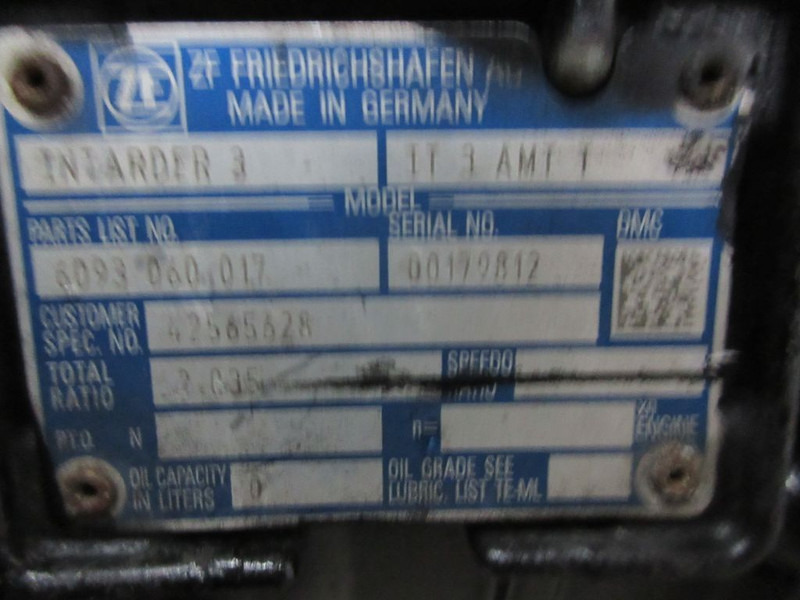 ZF ZF FRIEDRICHSHAFEN AG
MADE IN GERMANY
INTARDER 3 IT 3 AMT T
MODEL
PARTS LIST NO. SERIAL NO. DMC
6093 060 017 00179812
CUSTOMER SPEC. NO. 42565628
TOTAL RATIO SPEEDO
P.T.O. N n= ENGINE
OIL CAPACITY IN LITERS 0 OIL GRADE SEE LUBRIC. LIST TE-ML